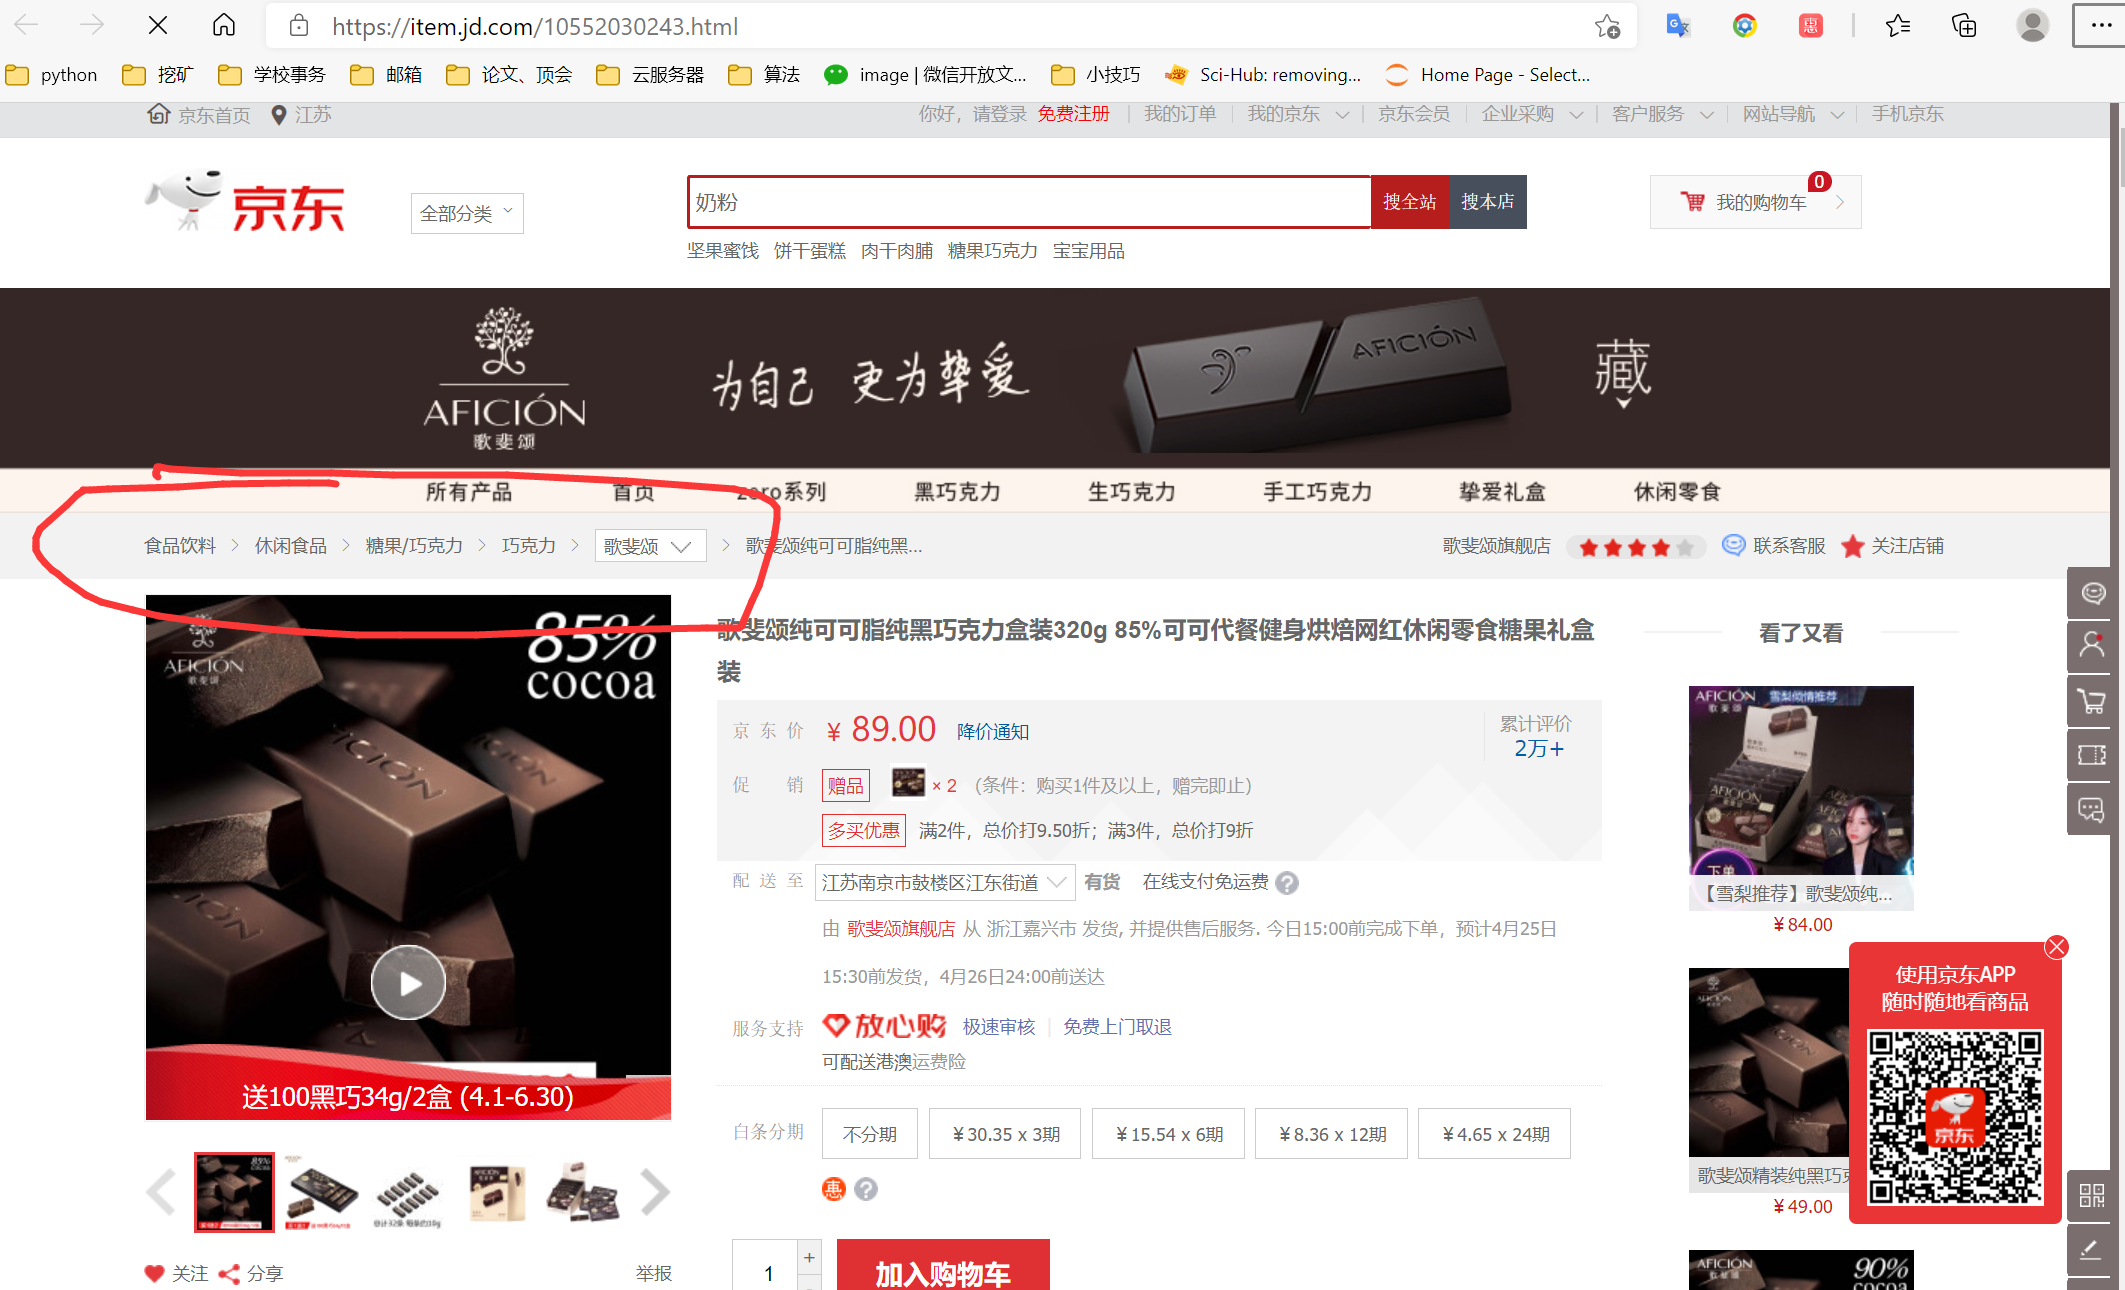 https://item.jd.com/10552030243.html
python 挖矿 学校事务 邮箱 论文、顶会 云服务器 算法 image | 微信开放文... 小技巧 Sci-Hub: removing... Home Page - Select...
京东首页 江苏 你好，请登录 免费注册 我的订单 我的京东 京东会员 企业采购 客户服务 网站导航 手机京东
京东 全部分类 奶粉 搜全站 搜本店 0 我的购物车
坚果蜜饯 饼干蛋糕 肉干肉脯 糖果巧克力 宝宝用品
AFICIÓN
歌斐颂
为自己 更为挚爱
AFICIÓN
藏
所有产品 首页 zero系列 黑巧克力 生巧克力 手工巧克力 挚爱礼盒 休闲零食
食品饮料 休闲食品 糖果/巧克力 巧克力 歌斐颂 歌斐颂纯可可脂纯黑... 歌斐颂旗舰店 联系客服 关注店铺
AFICIÓN
歌斐颂
85%
cocoa
送100黑巧34g/2盒 (4.1-6.30)
关注 分享 举报
歌斐颂纯可可脂纯黑巧克力盒装320g 85%可可代餐健身烘焙网红休闲零食糖果礼盒
装
京东价 ￥ 89.00 降价通知 累计评价
2万+
促销 赠品 × 2 （条件：购买1件及以上，赠完即止）
多买优惠 满2件，总价打9.50折；满3件，总价打9折
配送至 江苏南京市鼓楼区江东街道 有货 在线支付免运费
由 歌斐颂旗舰店 从 浙江嘉兴市 发货, 并提供售后服务. 今日15:00前完成下单，预计4月25日
15:30前发货，4月26日24:00前送达
服务支持 放心购 极速审核 免费上门取退
可配送港澳运费险
白条分期 不分期 ￥30.35 x 3期 ￥15.54 x 6期 ￥8.36 x 12期 ￥4.65 x 24期
惠
1 + 加入购物车
看了又看
AFICIÓN 雪梨倾情推荐
歌斐颂
下单
【雪梨推荐】歌斐颂纯...
￥84.00
歌斐颂精装纯黑巧克
￥49.00
AFICIÓN
90%
cocoa
使用京东APP
随时随地看商品
京东